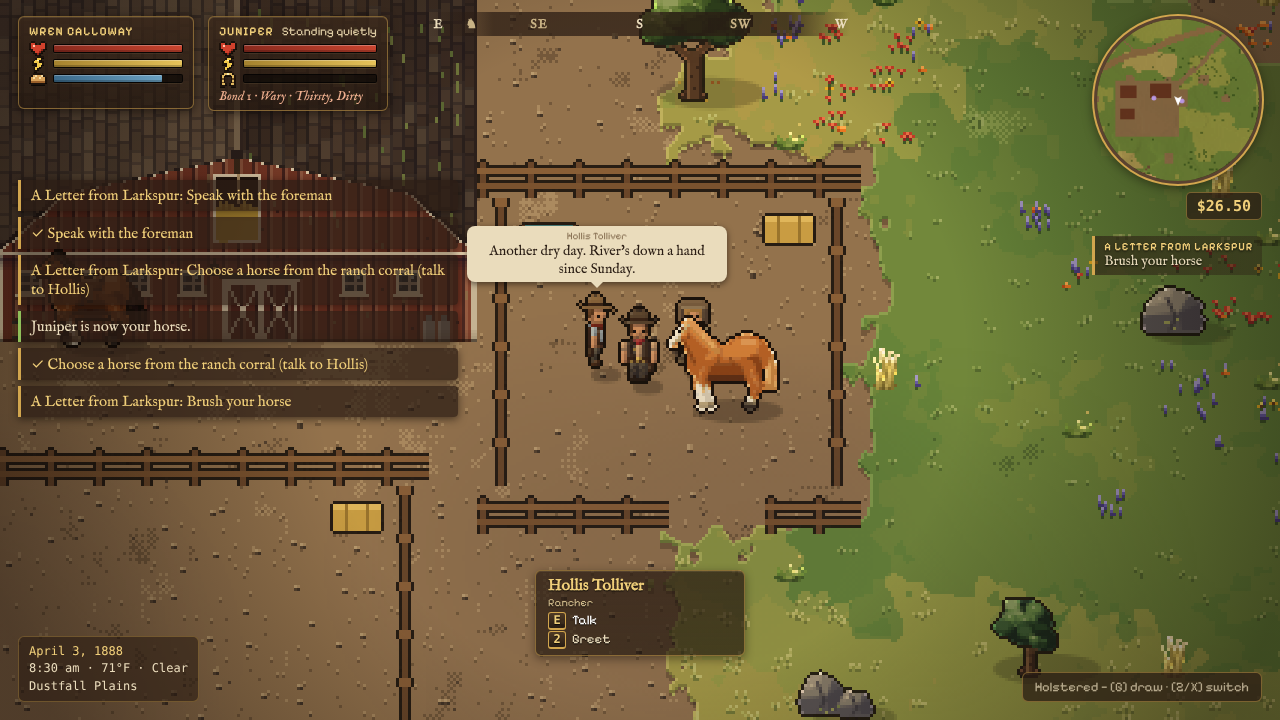 WREN CALLOWAY
JUNIPER Standing quietly
Bond 1 · Wary · Thirsty, Dirty
E SE S SW W
A Letter from Larkspur: Speak with the foreman
✓ Speak with the foreman
A Letter from Larkspur: Choose a horse from the ranch corral (talk
to Hollis)
Juniper is now your horse.
✓ Choose a horse from the ranch corral (talk to Hollis)
A Letter from Larkspur: Brush your horse
Hollis Tolliver
Another dry day. River's down a hand
since Sunday.
$26.50
A LETTER FROM LARKSPUR
Brush your horse
Hollis Tolliver
Rancher
E Talk
2 Greet
April 3, 1888
8:30 am · 71°F · Clear
Dustfall Plains
Holstered - (G) draw · (Z/X) switch